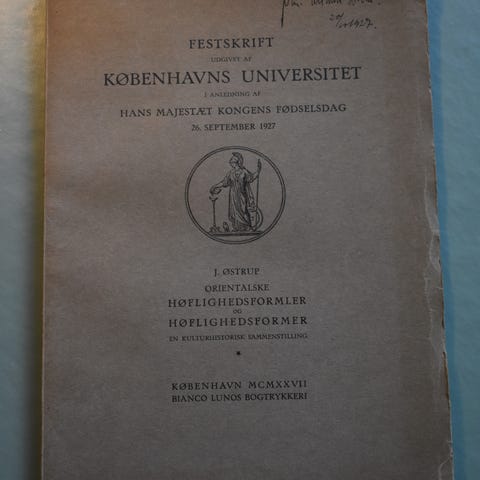 1927.
FESTSKRIFT
UDGIVET AF
KØBENHAVNS UNIVERSITET
I ANLEDNING AF
HANS MAJESTÆT KONGENS FØDSELSDAG
26. SEPTEMBER 1927
J. ØSTRUP
ORIENTALSKE
HØFLIGHEDSFORMLER
OG
HØFLIGHEDSFORMER
EN KULTURHISTORISK SAMMENSTILLING
*
KØBENHAVN MCMXXVII
BIANCO LUNOS BOGTRYKKERI